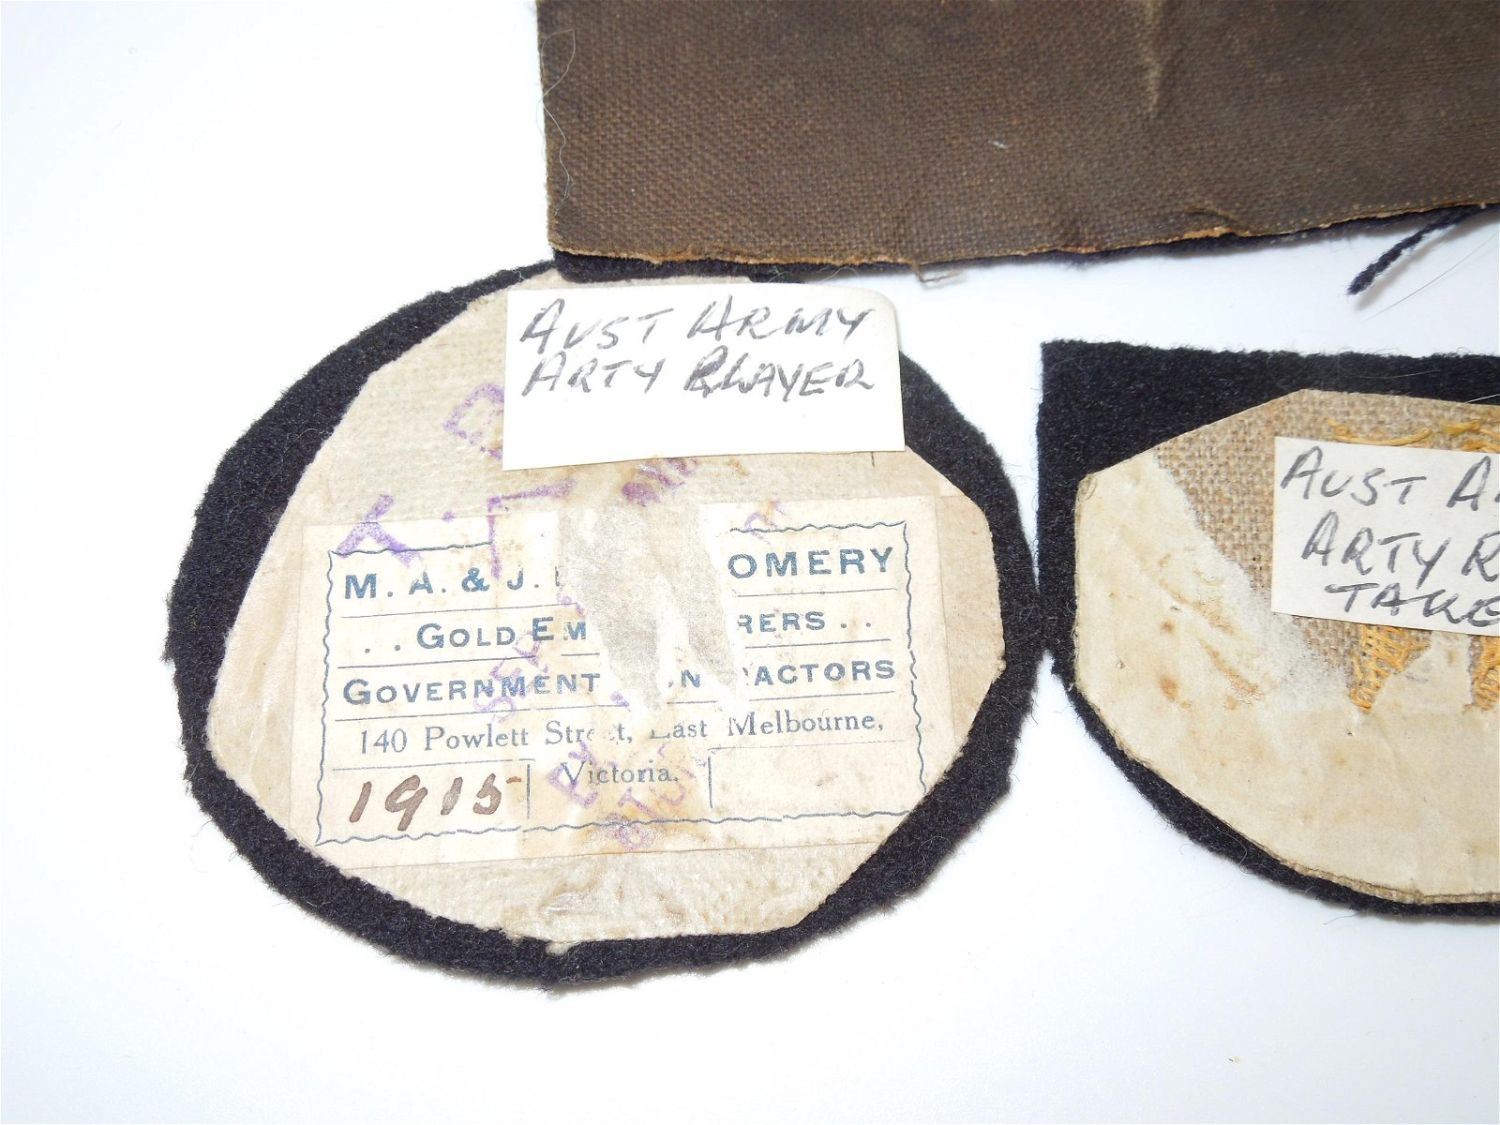 AUST ARMY
ARTY RLAYER
M. A. & J. OMERY
. . GOLD EM RERS . .
GOVERNMENT N ACTORS
140 Powlett Stre t, East Melbourne,
1915 Victoria.
AUST A
ARTY R
TAKE